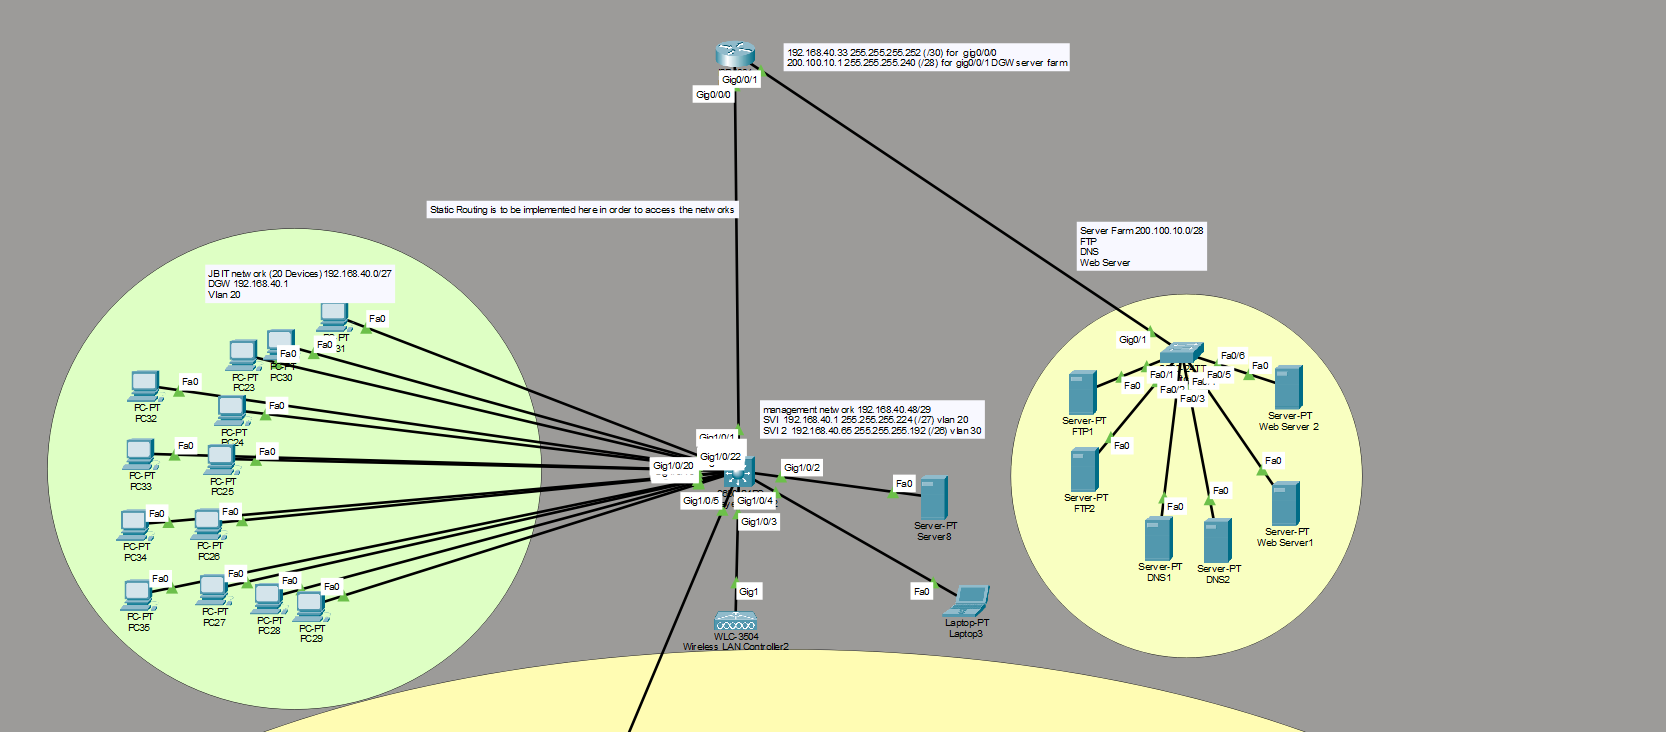 192.168.40.33 255.255.255.252 (/30) for gig0/0/0
200.100.10.1 255.255.255.240 (/28) for gig0/0/1 DGW server farm
Gig0/0/1
Gig0/0/0
Static Routing is to be implemented here in order to access the networks
Server Farm 200.100.10.0/28
FTP
DNS
Web Server
JBIT network (20 Devices) 192.168.40.0/27
DGW 192.168.40.1
Vlan 20
Fa0
31
Fa0
Fa0
PC-PT
PC30
PC-PT
PC23
Fa0
PC-PT
PC32
Fa0
PC-PT
PC24
Fa0
PC-PT
PC33
Fa0
PC-PT
PC25
Fa0
PC-PT
PC34
Fa0
PC-PT
PC26
Fa0
PC-PT
PC35
Fa0
PC-PT
PC27
Fa0
PC-PT
PC28
Fa0
PC-PT
PC29
management network 192.168.40.48/29
SVI 192.168.40.1 255.255.255.224 (/27) vlan 20
SVI 2 192.168.40.65 255.255.255.192 (/26) vlan 30
Gig1/0/1
Gig1/0/22
Gig1/0/20
Gig1/0/2
Gig1/0/5
Gig1/0/4
Gig1/0/3
Fa0
Server-PT
Server8
Gig1
WLC-3504
Wireless LAN Controller2
Fa0
Laptop-PT
Laptop3
Gig0/1
Fa0/6
Fa0/1
Fa0/5
Fa0/2
Fa0/3
Fa0
Server-PT
FTP1
Fa0
Server-PT
Web Server 2
Fa0
Server-PT
FTP2
Fa0
Server-PT
DNS1
Fa0
Server-PT
DNS2
Fa0
Server-PT
Web Server1